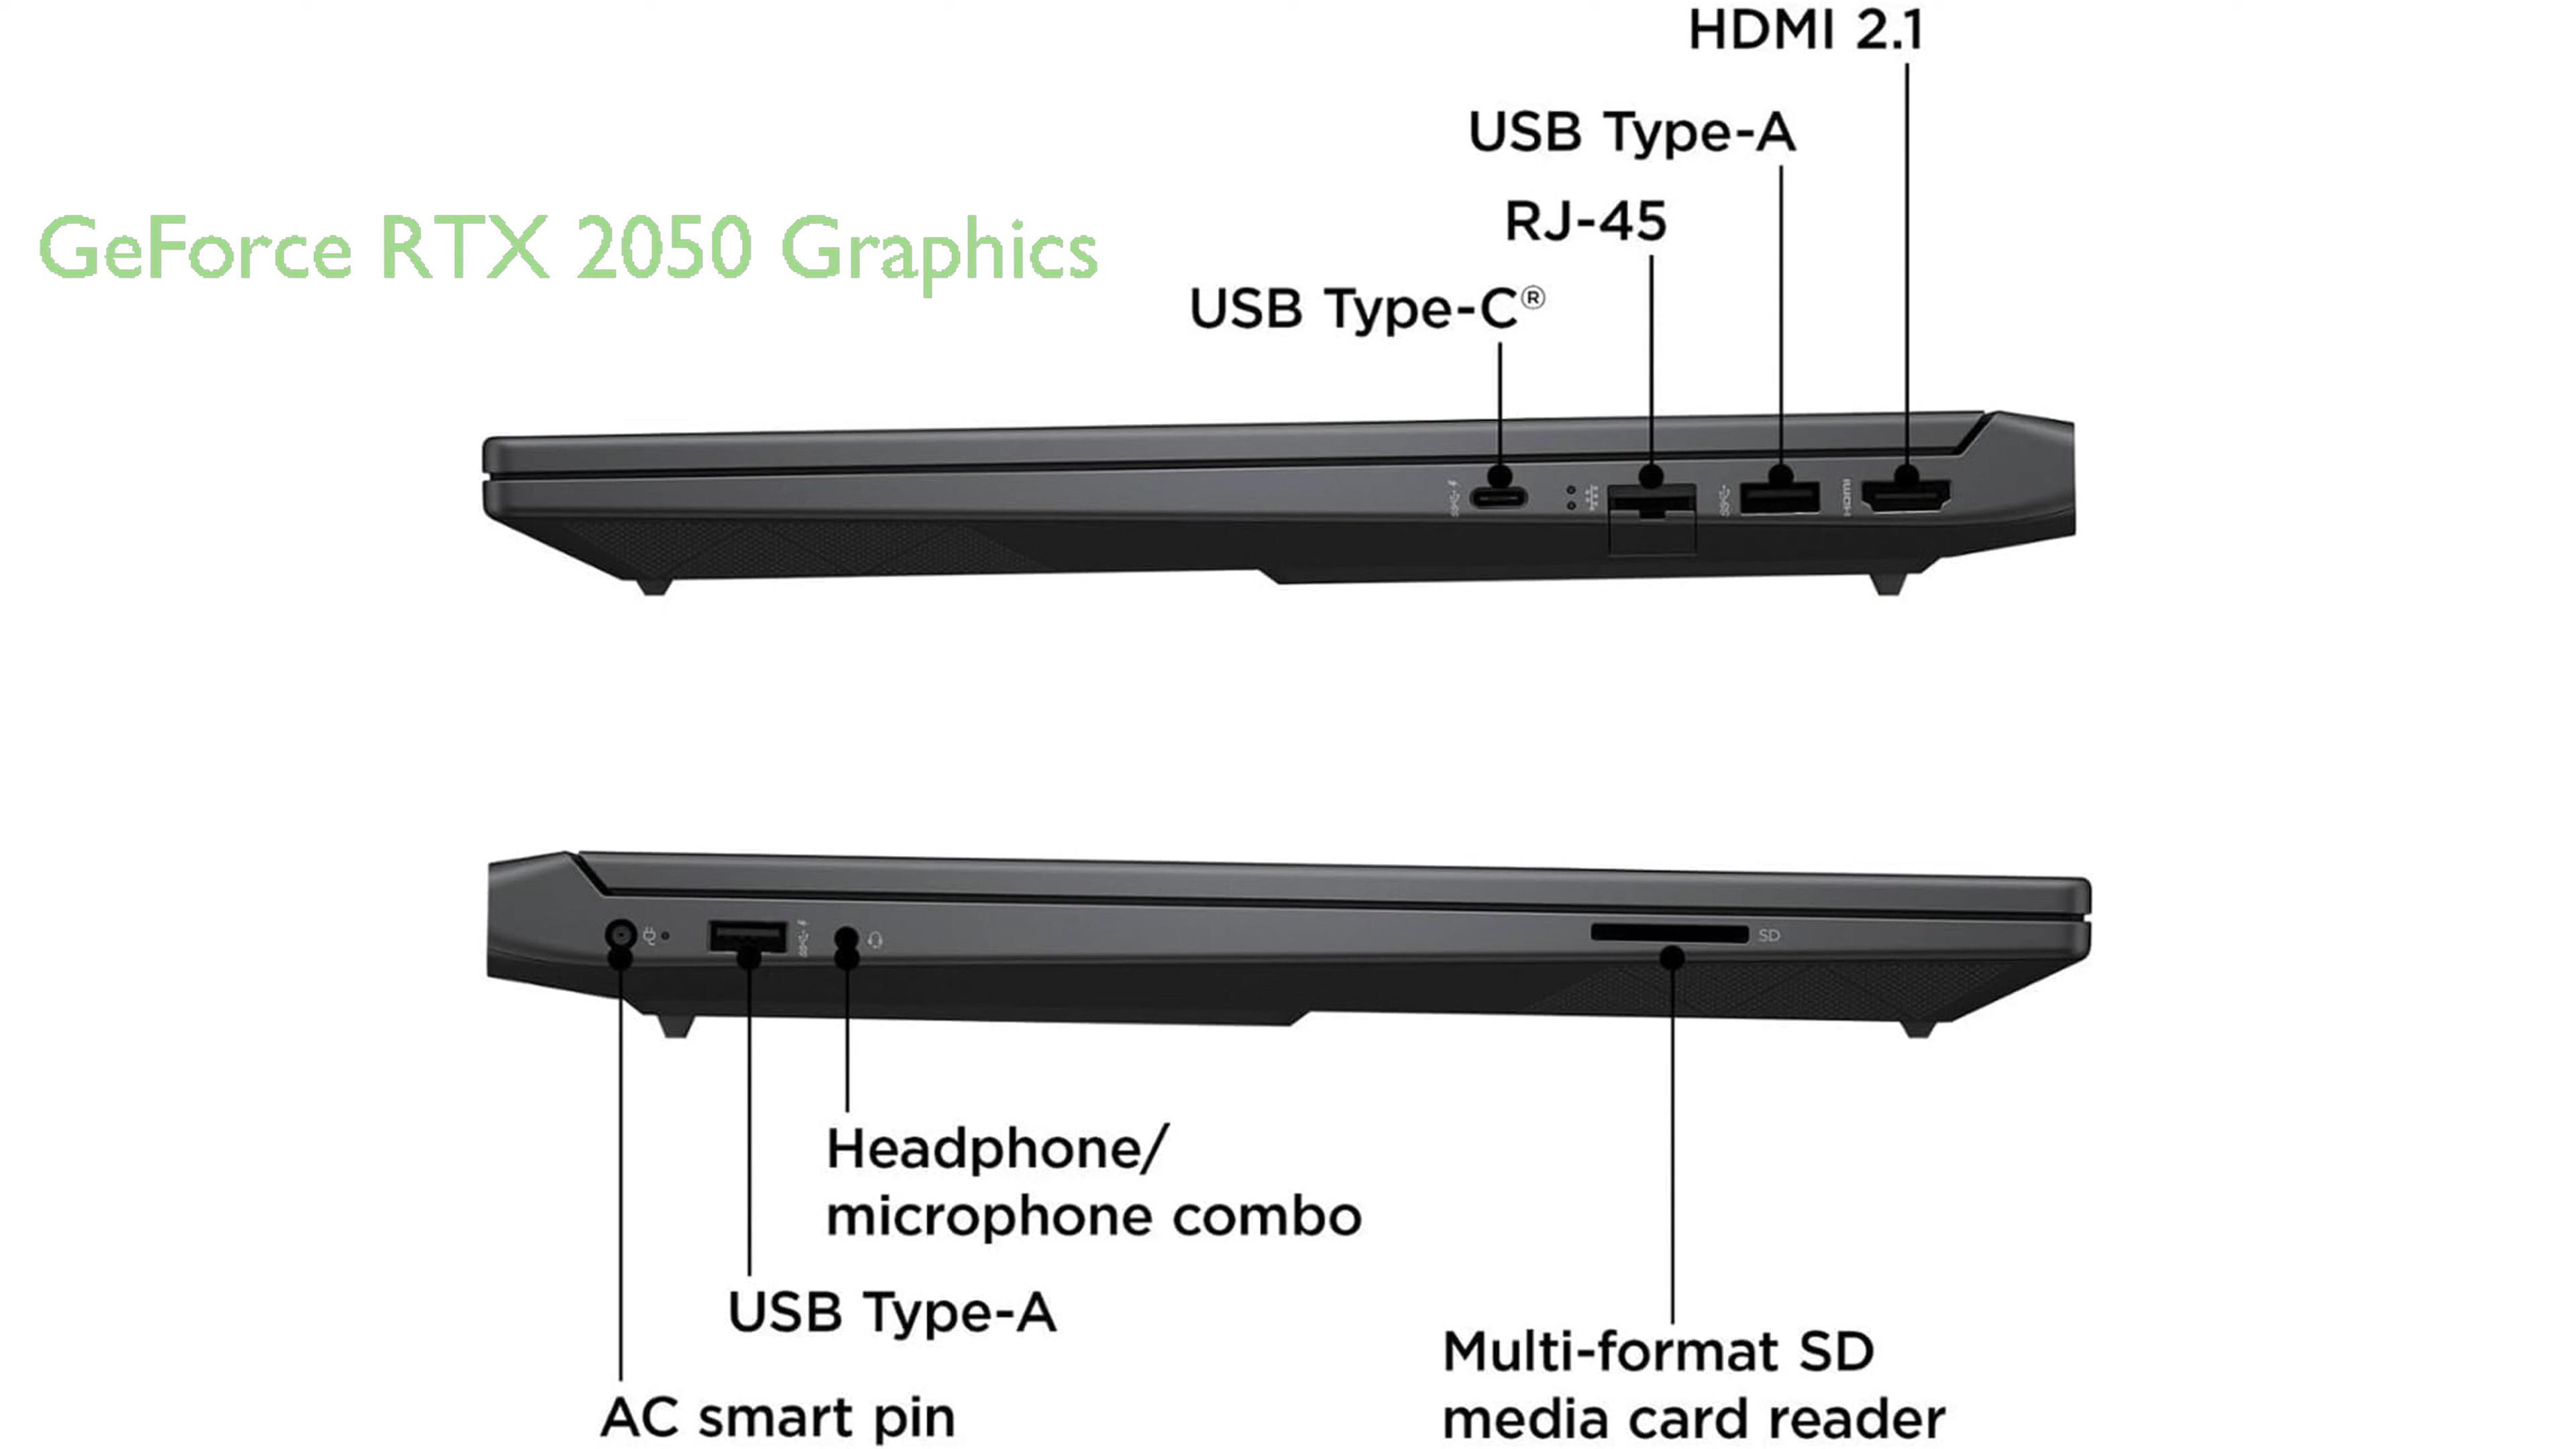 HDMI 2.1
USB Type-A
RJ-45
GeForce RTX 2050 Graphics
USB Type-C®
HDMI
SD
Headphone/
microphone combo
USB Type-A
Multi-format SD
media card reader
AC smart pin